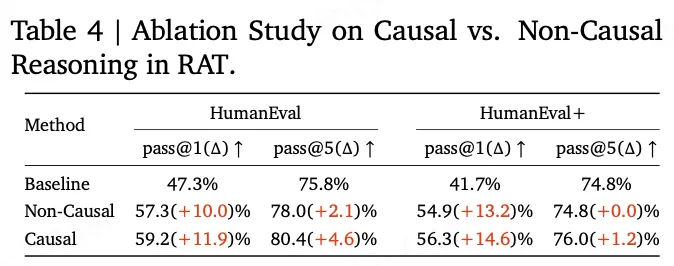 Table 4 | Ablation Study on Causal vs. Non-Causal
Reasoning in RAT.
Method HumanEval HumanEval+
pass@1(Δ) ↑ pass@5(Δ) ↑ pass@1(Δ) ↑ pass@5(Δ) ↑
Baseline 47.3% 75.8% 41.7% 74.8%
Non-Causal 57.3(+10.0)% 78.0(+2.1)% 54.9(+13.2)% 74.8(+0.0)%
Causal 59.2(+11.9)% 80.4(+4.6)% 56.3(+14.6)% 76.0(+1.2)%